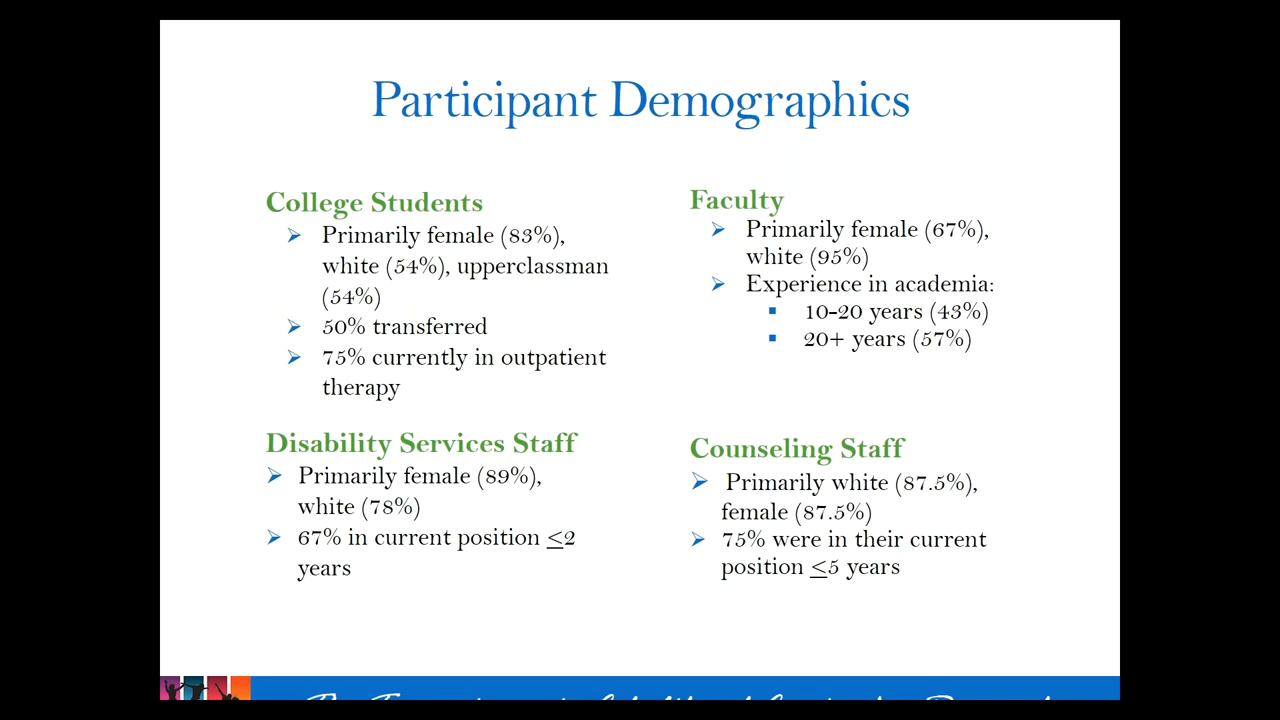 Participant Demographics
College Students
Primarily female (83%),
white (54%), upperclassman
(54%)
50% transferred
75% currently in outpatient
therapy
Faculty
Primarily female (67%),
white (95%)
Experience in academia:
10-20 years (43%)
20+ years (57%)
Disability Services Staff
Primarily female (89%),
white (78%)
67% in current position ≤2
years
Counseling Staff
Primarily white (87.5%),
female (87.5%)
75% were in their current
position ≤5 years